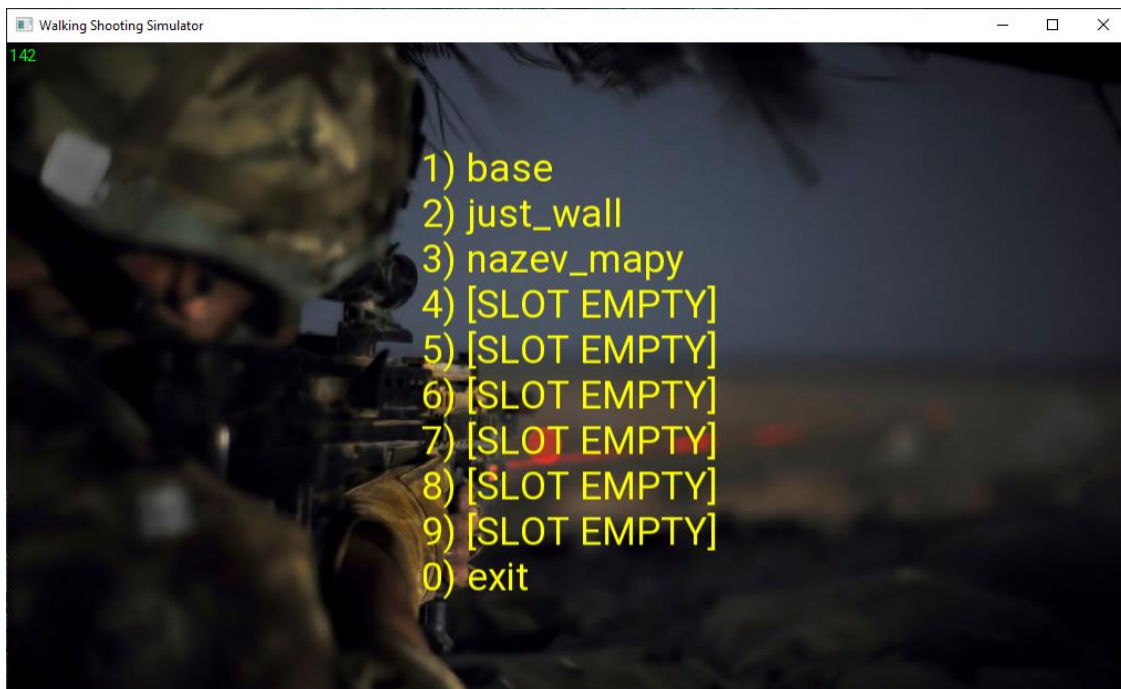 Walking Shooting Simulator
142
1) base
2) just_wall
3) nazev_mapy
4) [SLOT EMPTY]
5) [SLOT EMPTY]
6) [SLOT EMPTY]
7) [SLOT EMPTY]
8) [SLOT EMPTY]
9) [SLOT EMPTY]
0) exit